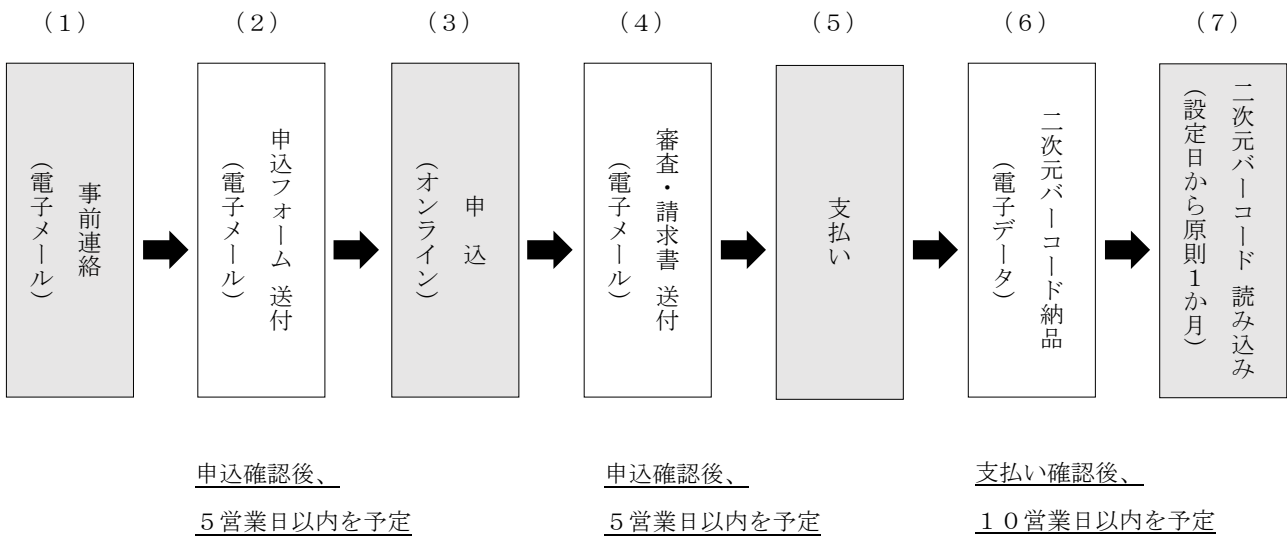 (1)
(2)
(3)
(4)
(5)
(6)
(7)
事前連絡
(電子メール)
申込フォーム 送付
(電子メール)
申 込
(オンライン)
審査・請求書 送付
(電子メール)
支払い
二次元バーコード納品
(電子データ)
二次元バーコード 読み込み
(設定日から原則1か月)
申込確認後、
5営業日以内を予定
申込確認後、
5営業日以内を予定
支払い確認後、
10営業日以内を予定